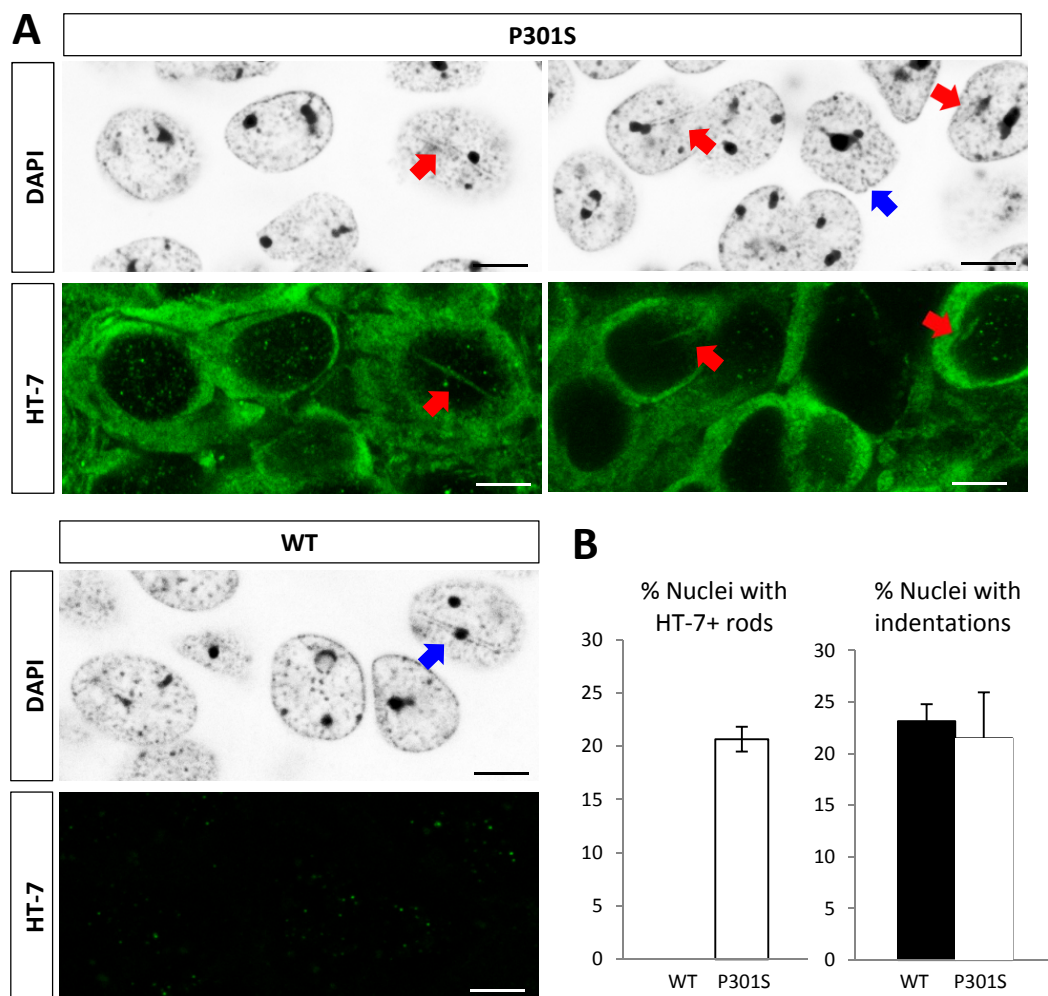 A
P301S
DAPI
HT-7
WT
DAPI
HT-7
B
% Nuclei with
HT-7+ rods
30
25
20
15
10
5
0
WT
P301S
% Nuclei with
indentations
30
25
20
15
10
5
0
WT
P301S